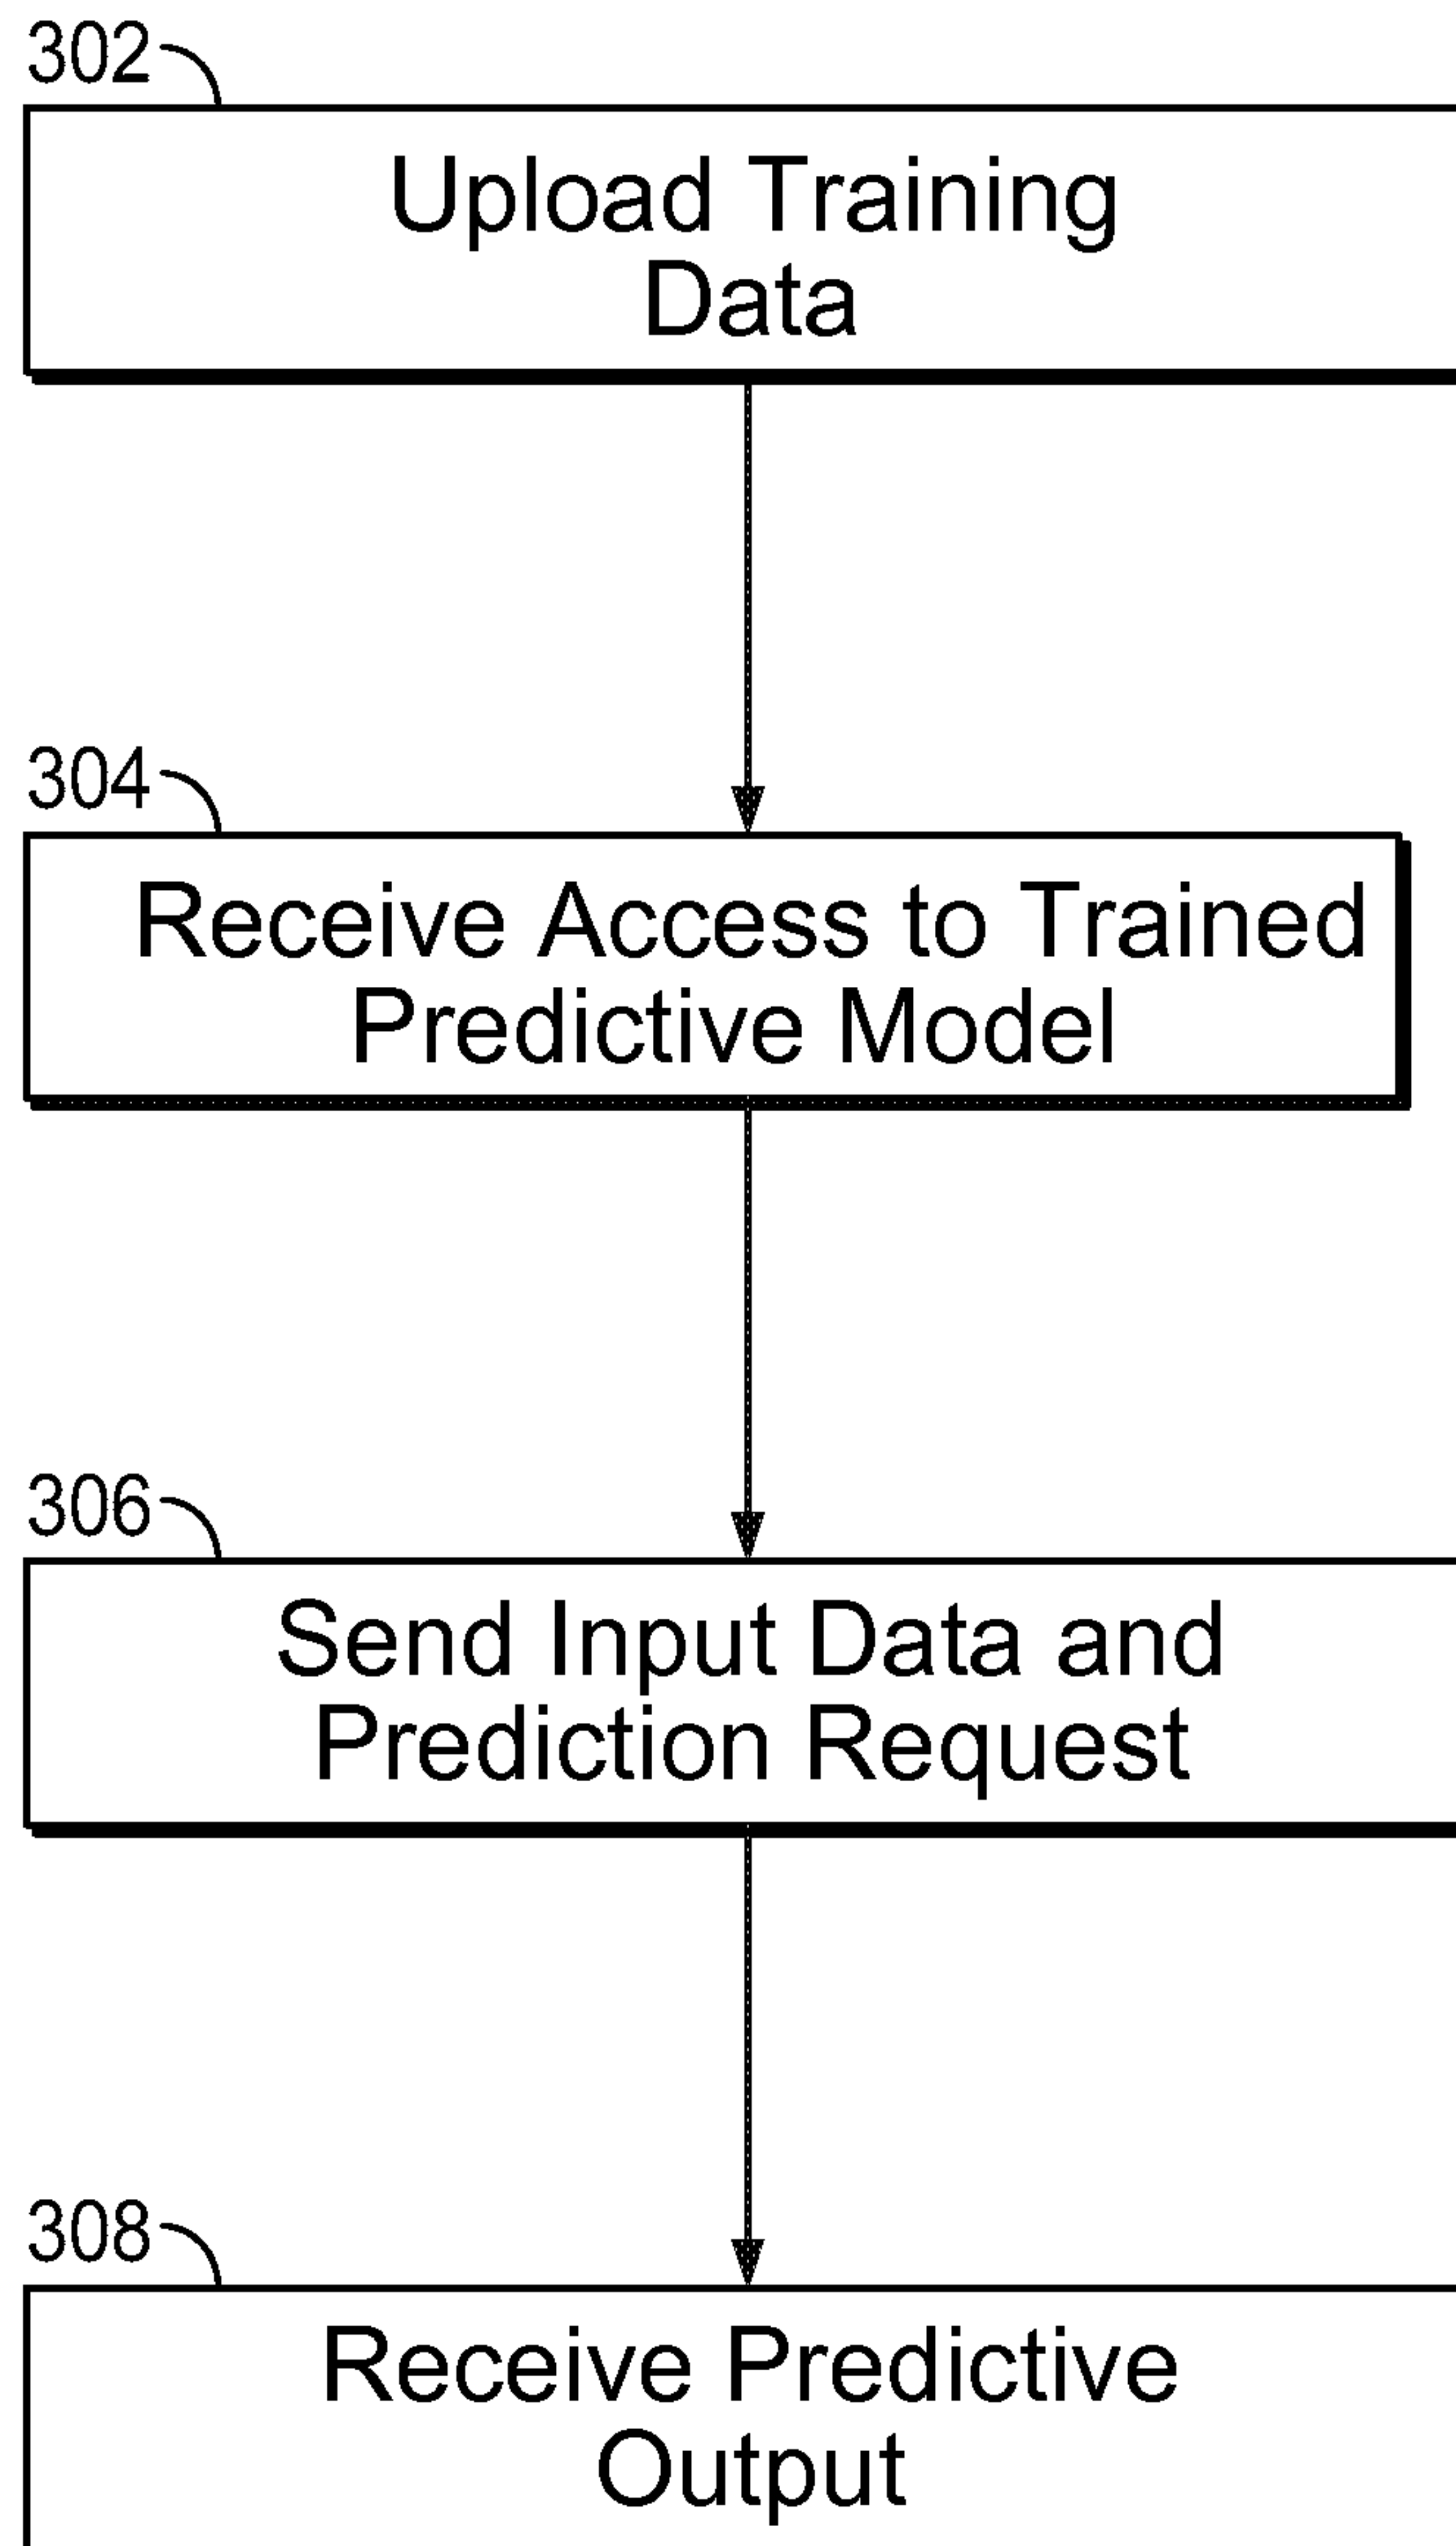 302
Upload Training
Data
304
Receive Access to Trained
Predictive Model
306
Send Input Data and
Prediction Request
308
Receive Predictive
Output